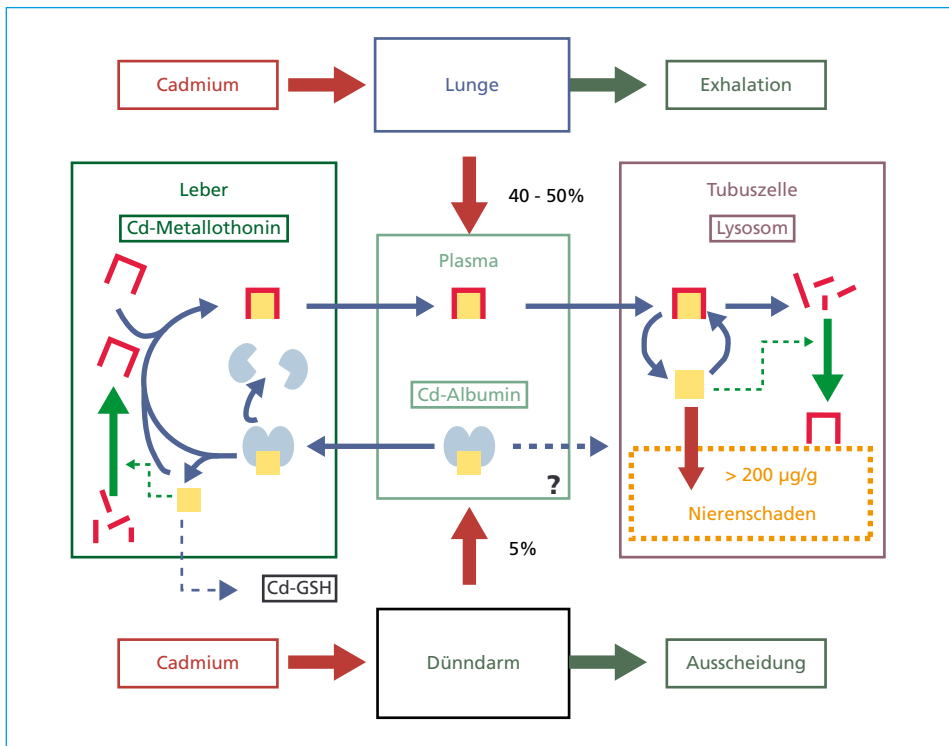 Cadmium
Lunge
Exhalation
40 - 50%
Leber
Cd-Metallothonin
Plasma
Cd-Albumin
?
Tubuszelle
Lysosom
> 200 µg/g
Nierenschaden
5%
Cd-GSH
Cadmium
Dünndarm
Ausscheidung